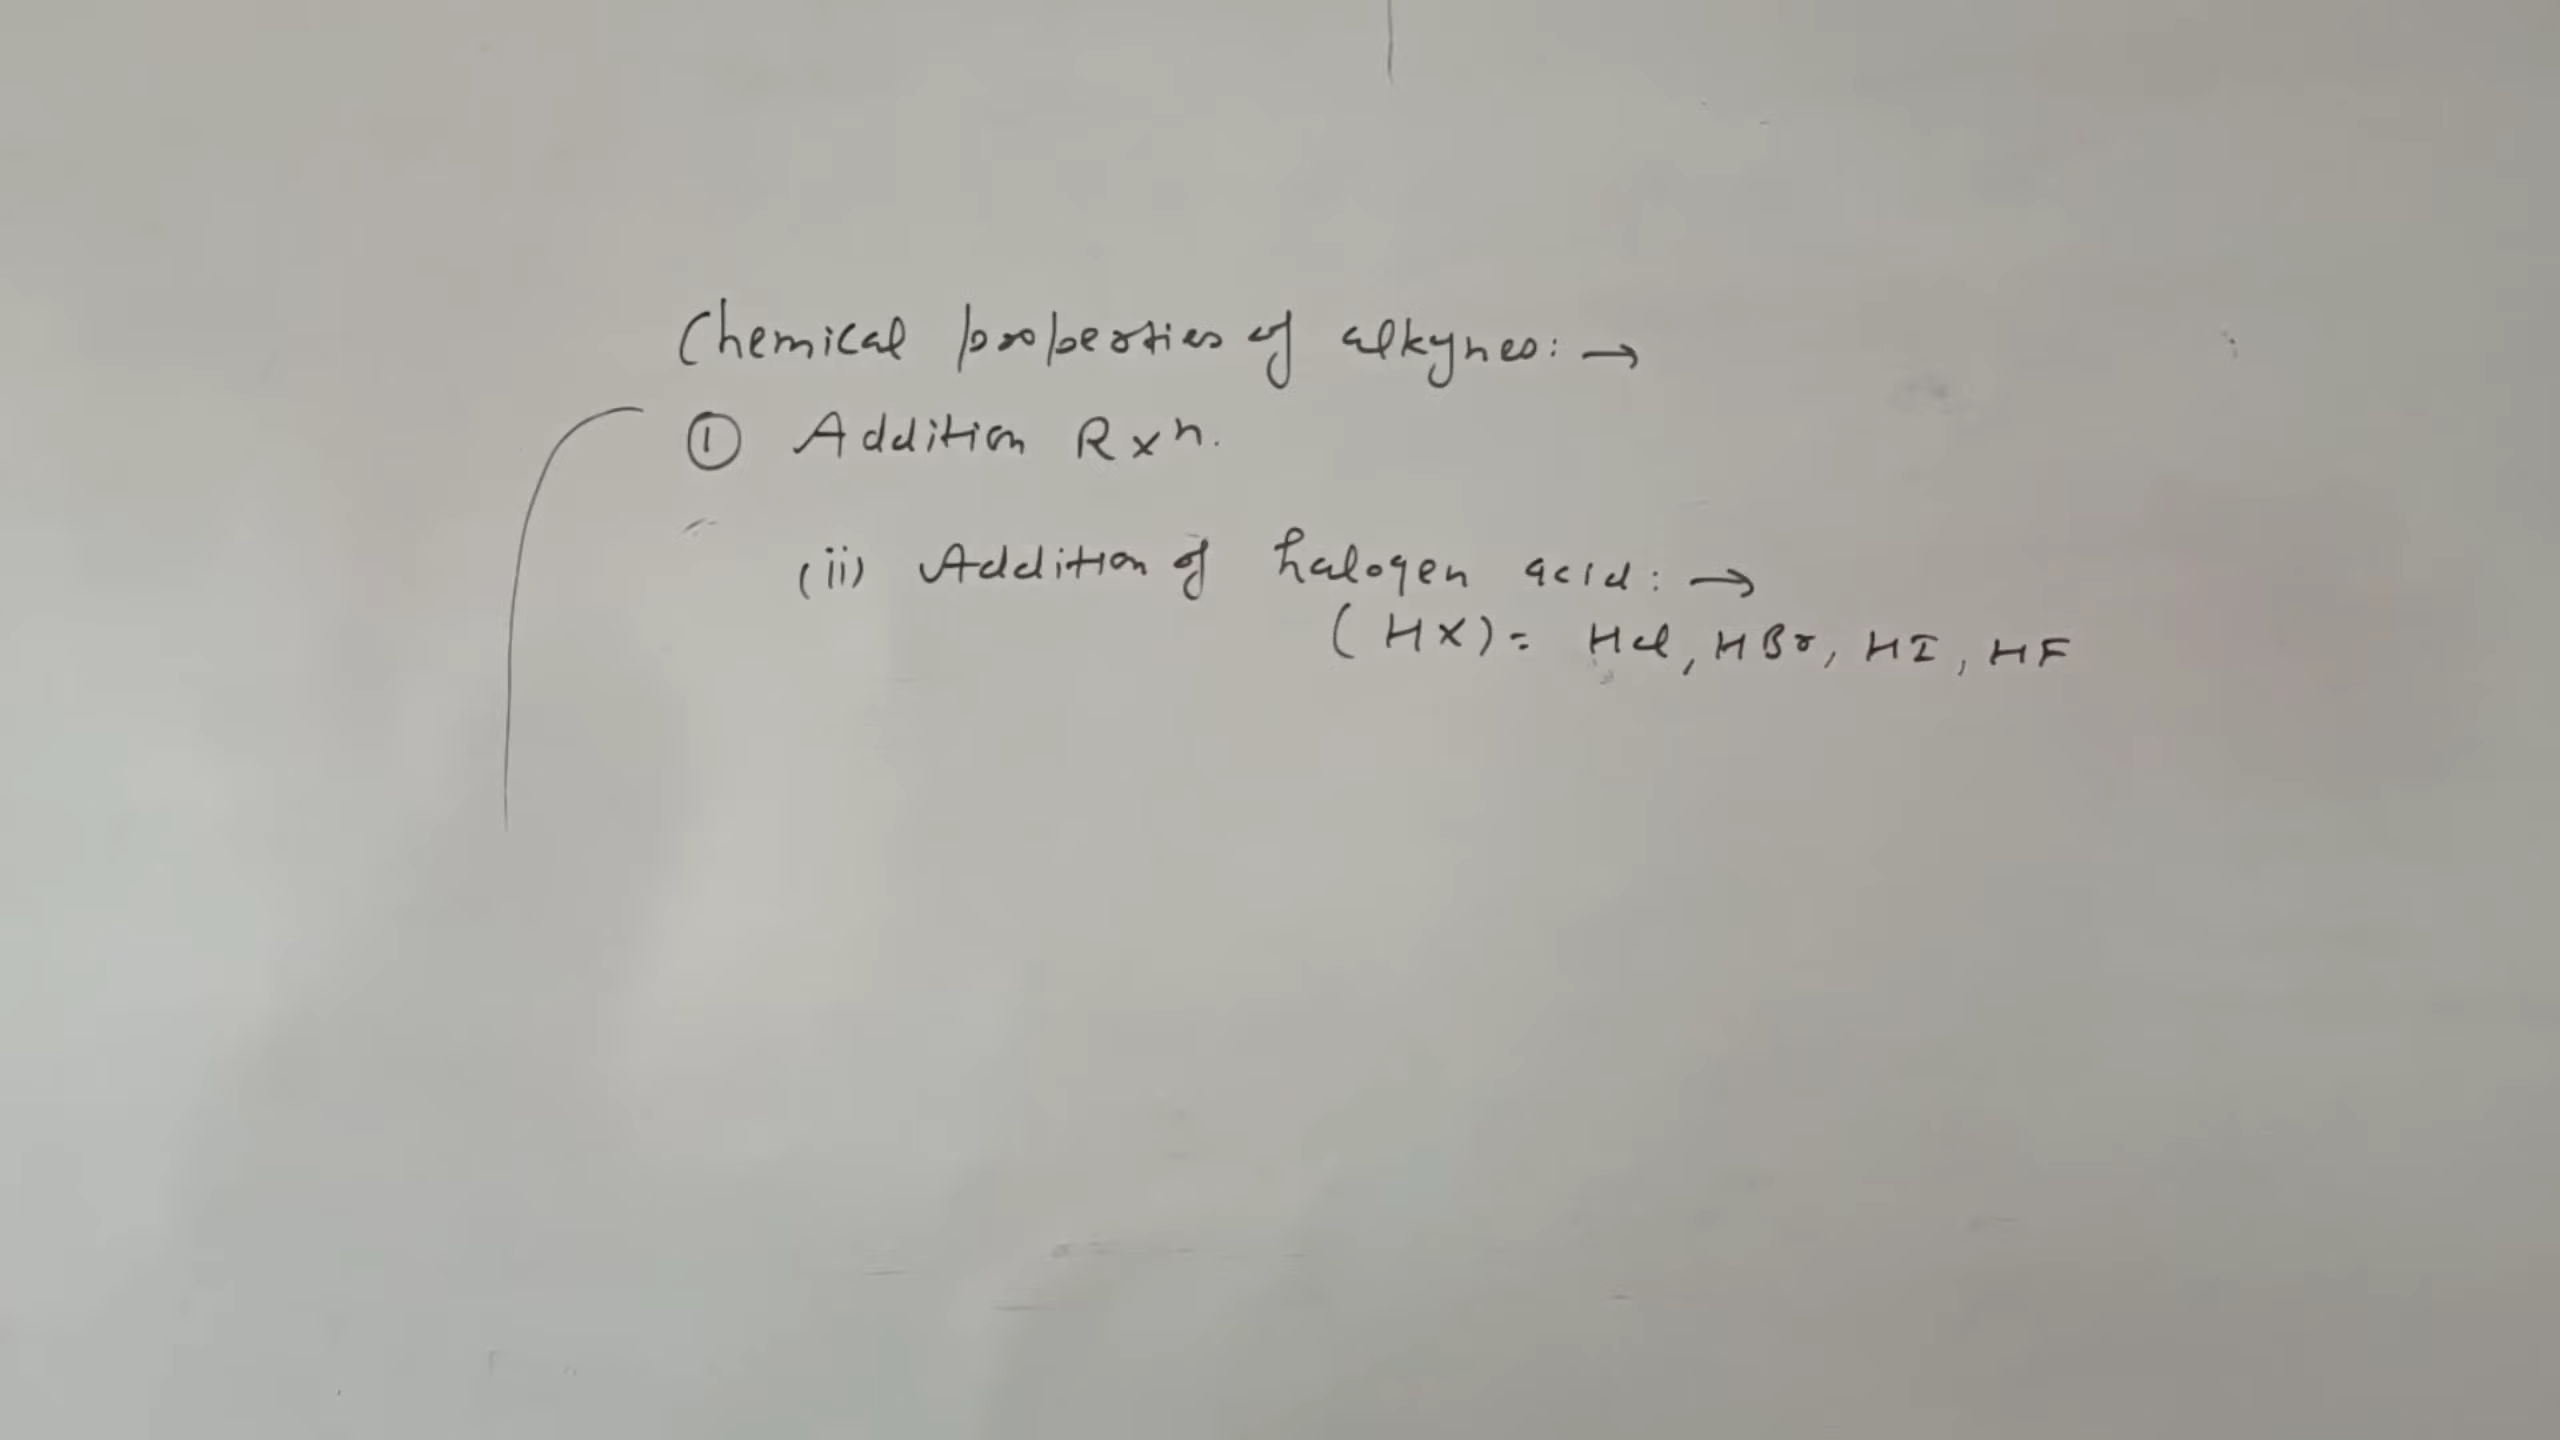 Chemical properties of alkynes: →
① Addition Rxn.
(ii) Addition of halogen acid: →
(HX) = HCl, HBr, HI, HF